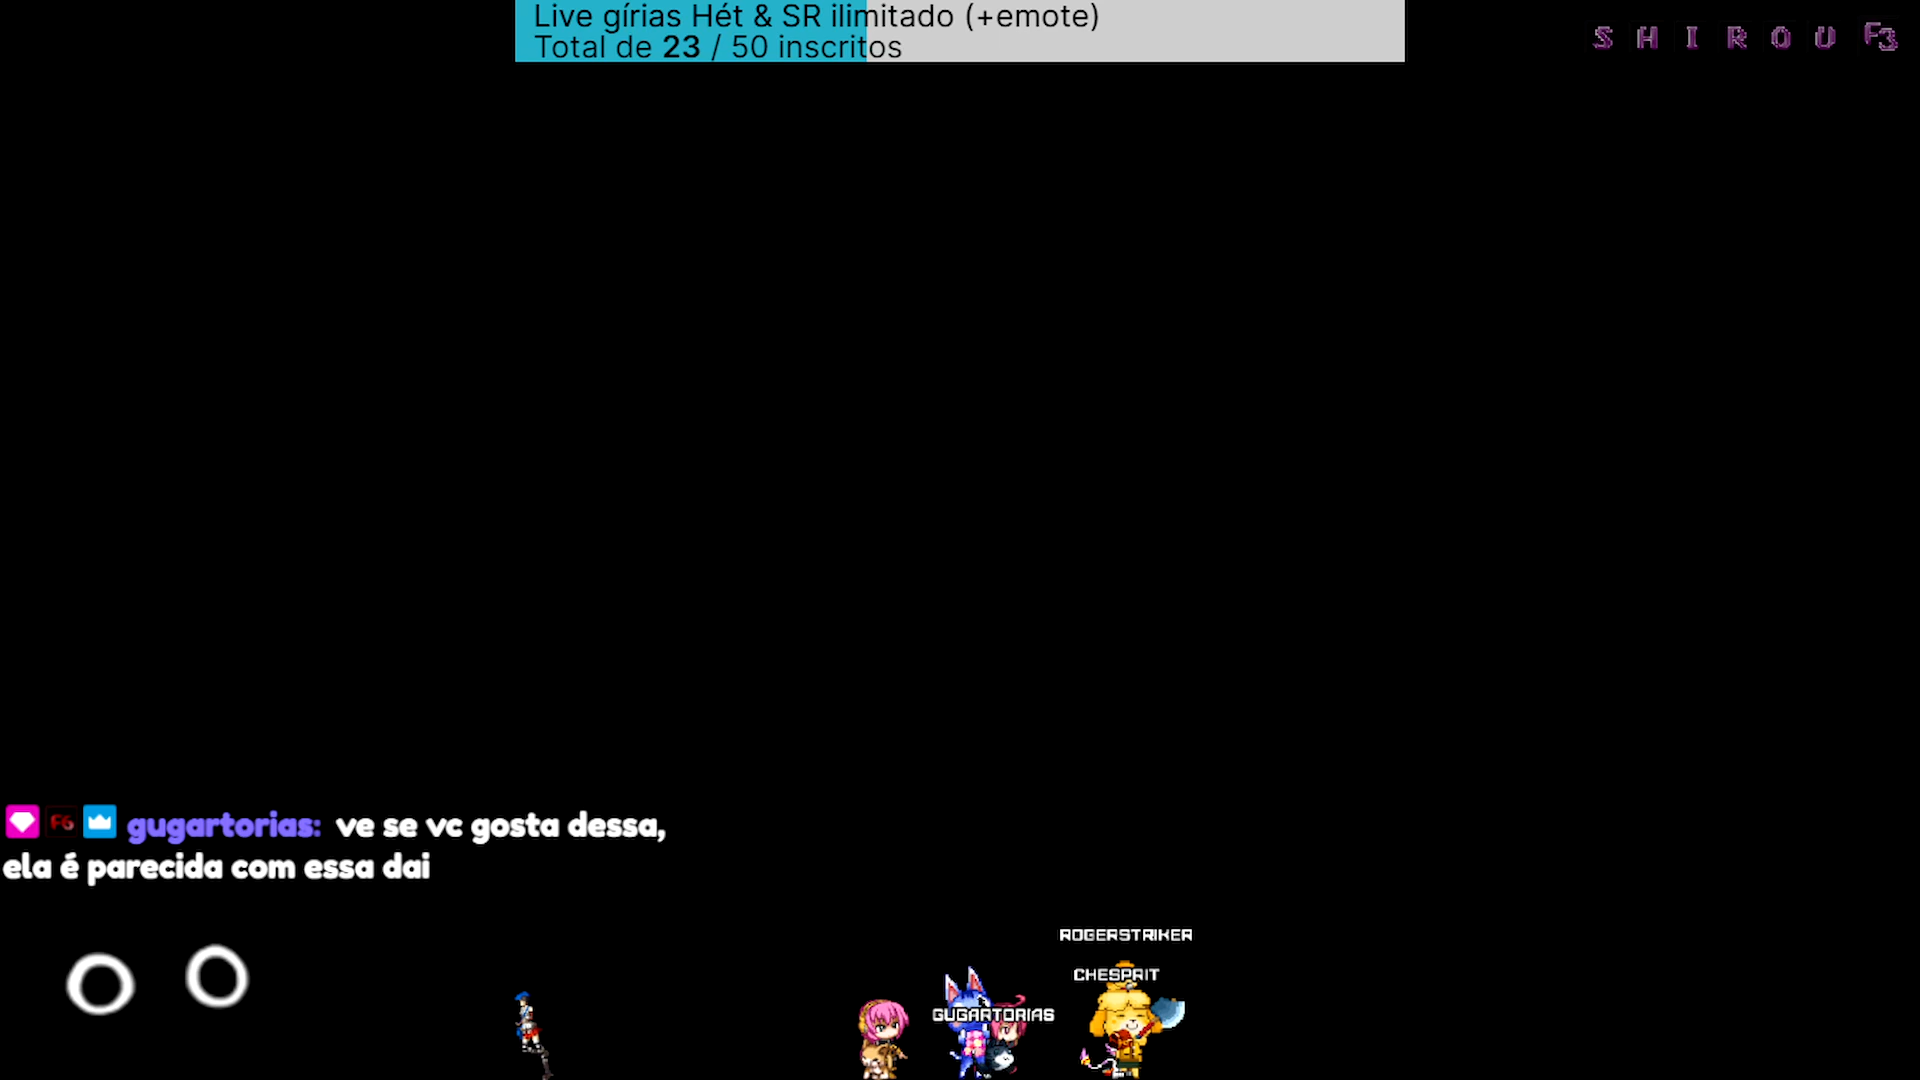 Live gírias Hét & SR ilimitado (+emote)
Total de 23 / 50 inscritos
SHIROU F3
F6 gugartorias: ve se vc gosta dessa,
ela é parecida com essa dai
ROGERSTRIKER
CHESPRIT
GUGARTORIAS